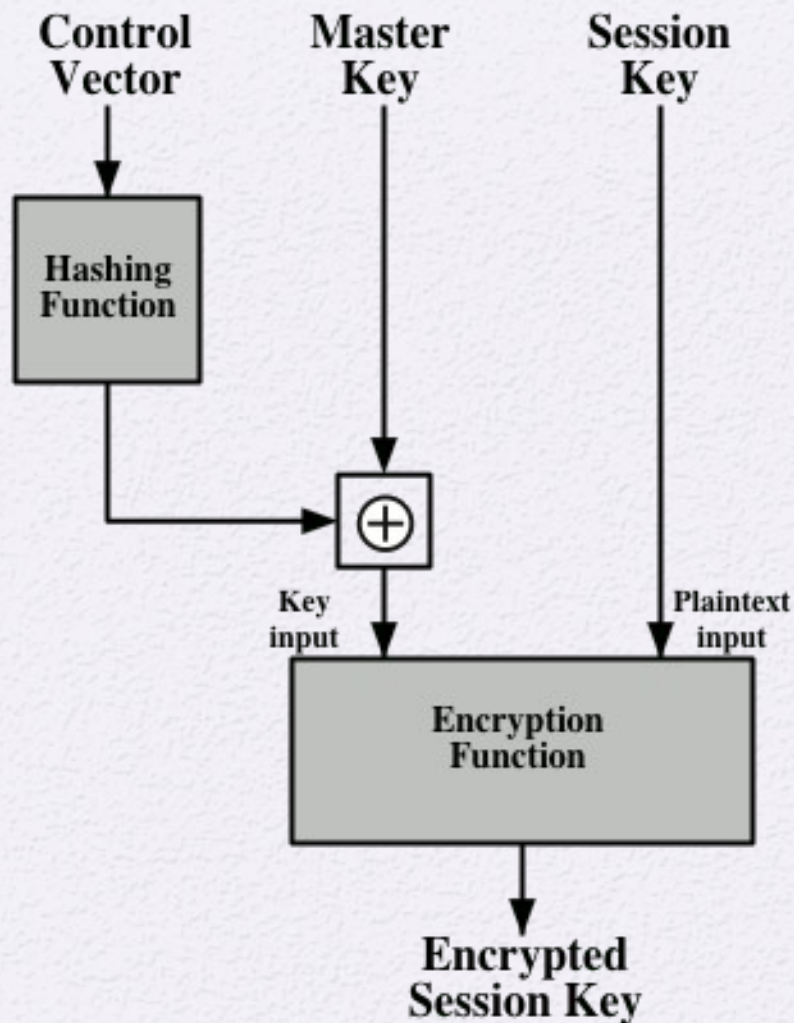 Control
Vector
Master
Key
Session
Key
Hashing
Function
Key
input
Plaintext
input
Encryption
Function
Encrypted
Session Key